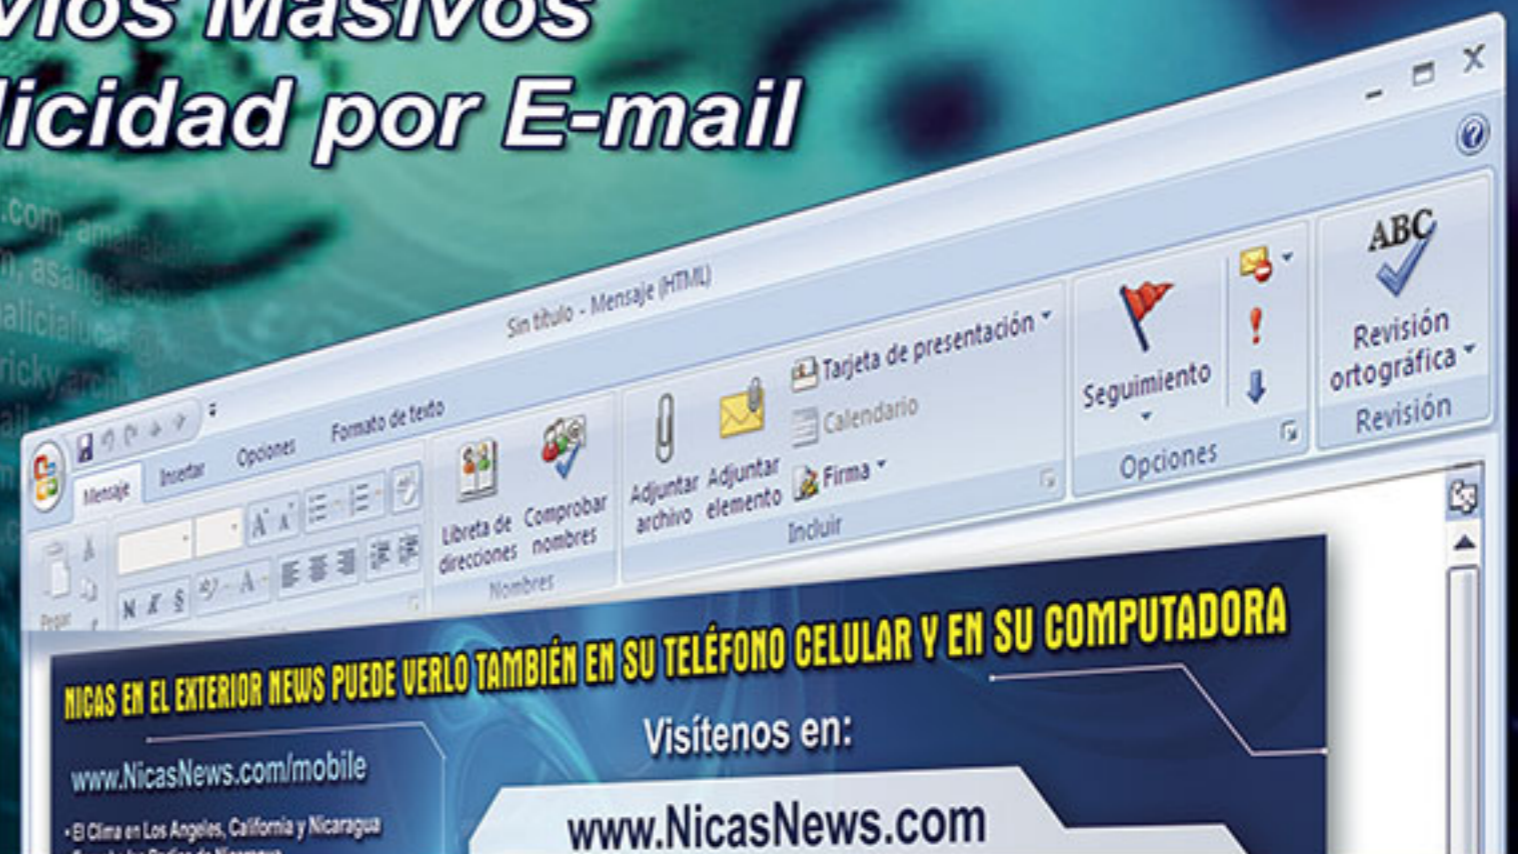 Masivos
por E-mail
Sin título - Mensaje (HTML)
Mensaje Insertar Opciones Formato de texto
Pegar
N K S
Libreta de direcciones
Comprobar nombres
Nombres
Adjuntar archivo
Adjuntar elemento
Tarjeta de presentación
Calendario
Firma
Incluir
Seguimiento
Opciones
ABC
Revisión
ortográfica
Revisión
NICAS EN EL EXTERIOR NEWS PUEDE VERLO TAMBIÉN EN SU TELÉFONO CELULAR Y EN SU COMPUTADORA
Visítenos en:
www.NicasNews.com/mobile
www.NicasNews.com
• El Clima en Los Angeles, California y Nicaragua